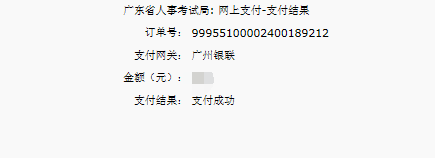 广东省人事考试局: 网上支付-支付结果
订单号: 99955100002400189212
支付网关: 广州银联
金额（元）:
支付结果: 支付成功